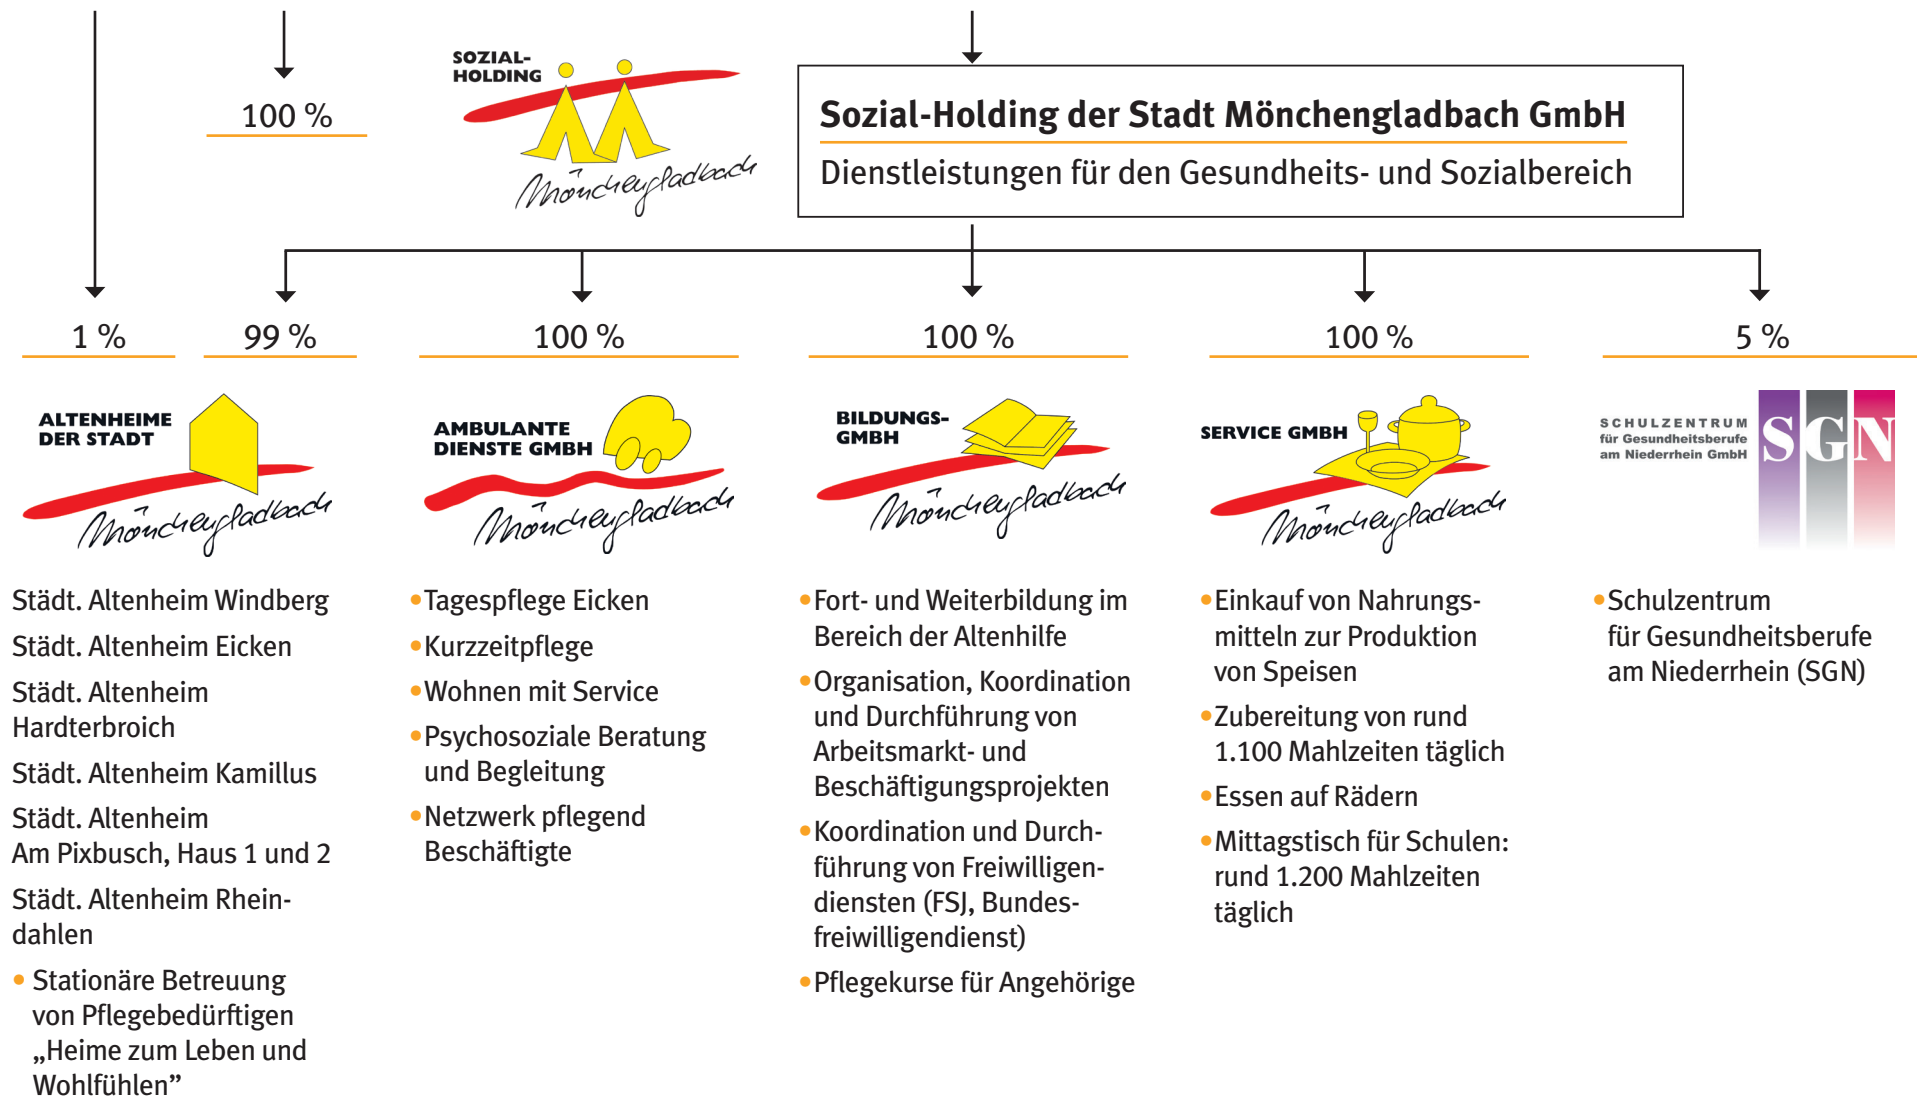 100 %
SOZIAL-
HOLDING
Mönchengladbach
Sozial-Holding der Stadt Mönchengladbach GmbH
Dienstleistungen für den Gesundheits- und Sozialbereich
1 %
99 %
100 %
100 %
100 %
5 %
ALTENHEIME
DER STADT
Mönchengladbach
AMBULANTE
DIENSTE GMBH
Mönchengladbach
BILDUNGS-
GMBH
Mönchengladbach
SERVICE GMBH
Mönchengladbach
SCHULZENTRUM
für Gesundheitsberufe
am Niederrhein GmbH
SGN
Städt. Altenheim Windberg
Städt. Altenheim Eicken
Städt. Altenheim
Hardterbroich
Städt. Altenheim Kamillus
Städt. Altenheim
Am Pixbusch, Haus 1 und 2
Städt. Altenheim Rhein-
dahlen
• Stationäre Betreuung
von Pflegebedürftigen
„Heime zum Leben und
Wohlfühlen”
•Tagespflege Eicken
•Kurzzeitpflege
•Wohnen mit Service
•Psychosoziale Beratung
und Begleitung
•Netzwerk pflegend
Beschäftigte
•Fort- und Weiterbildung im
Bereich der Altenhilfe
•Organisation, Koordination
und Durchführung von
Arbeitsmarkt- und
Beschäftigungsprojekten
•Koordination und Durch-
führung von Freiwilligen-
diensten (FSJ, Bundes-
freiwilligendienst)
•Pflegekurse für Angehörige
•Einkauf von Nahrungs-
mitteln zur Produktion
von Speisen
•Zubereitung von rund
1.100 Mahlzeiten täglich
•Essen auf Rädern
•Mittagstisch für Schulen:
rund 1.200 Mahlzeiten
täglich
•Schulzentrum
für Gesundheitsberufe
am Niederrhein (SGN)